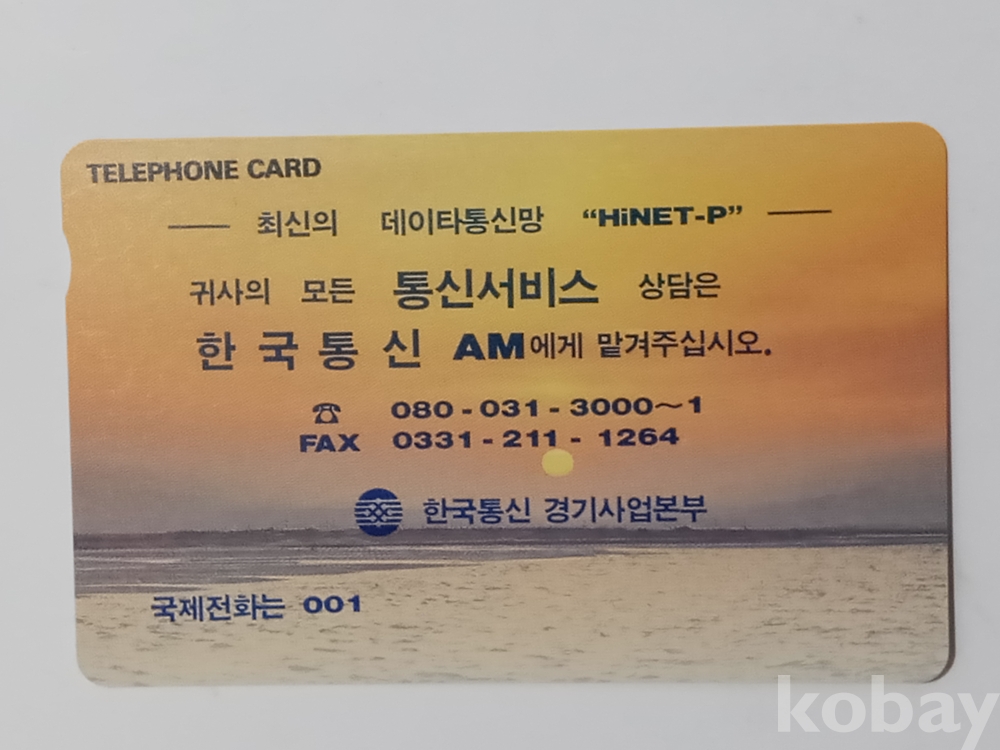 TELEPHONE CARD
— 최신의 데이타통신망 “HiNET-P” —
귀사의 모든 통신서비스 상담은
한국통신 AM에게 맡겨주십시오.
☎ 080 - 031 - 3000~1
FAX 0331 - 211 - 1264
한국통신 경기사업본부
국제전화는 001
kobay